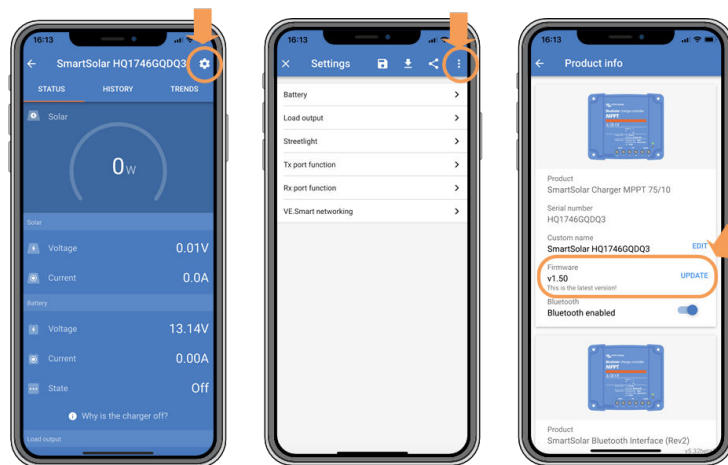 16:13
SmartSolar HQ1746GQDQ3
STATUS HISTORY TRENDS
Solar
0W
Solar
Voltage 0.01V
Current 0.0A
Battery
Voltage 13.14V
Current 0.00A
State Off
Why is the charger off?
Load output
16:13
Settings
Battery
Load output
Streetlight
Tx port function
Rx port function
VE.Smart networking
16:13
Product info
MPPT
Product
SmartSolar Charger MPPT 75/10
Serial number
HQ1746GQDQ3
Custom name
SmartSolar HQ1746GQDQ3 EDIT
Firmware
v1.50 UPDATE
This is the latest version!
Bluetooth
Bluetooth enabled
MPPT
Product
SmartSolar Bluetooth Interface (Rev2)